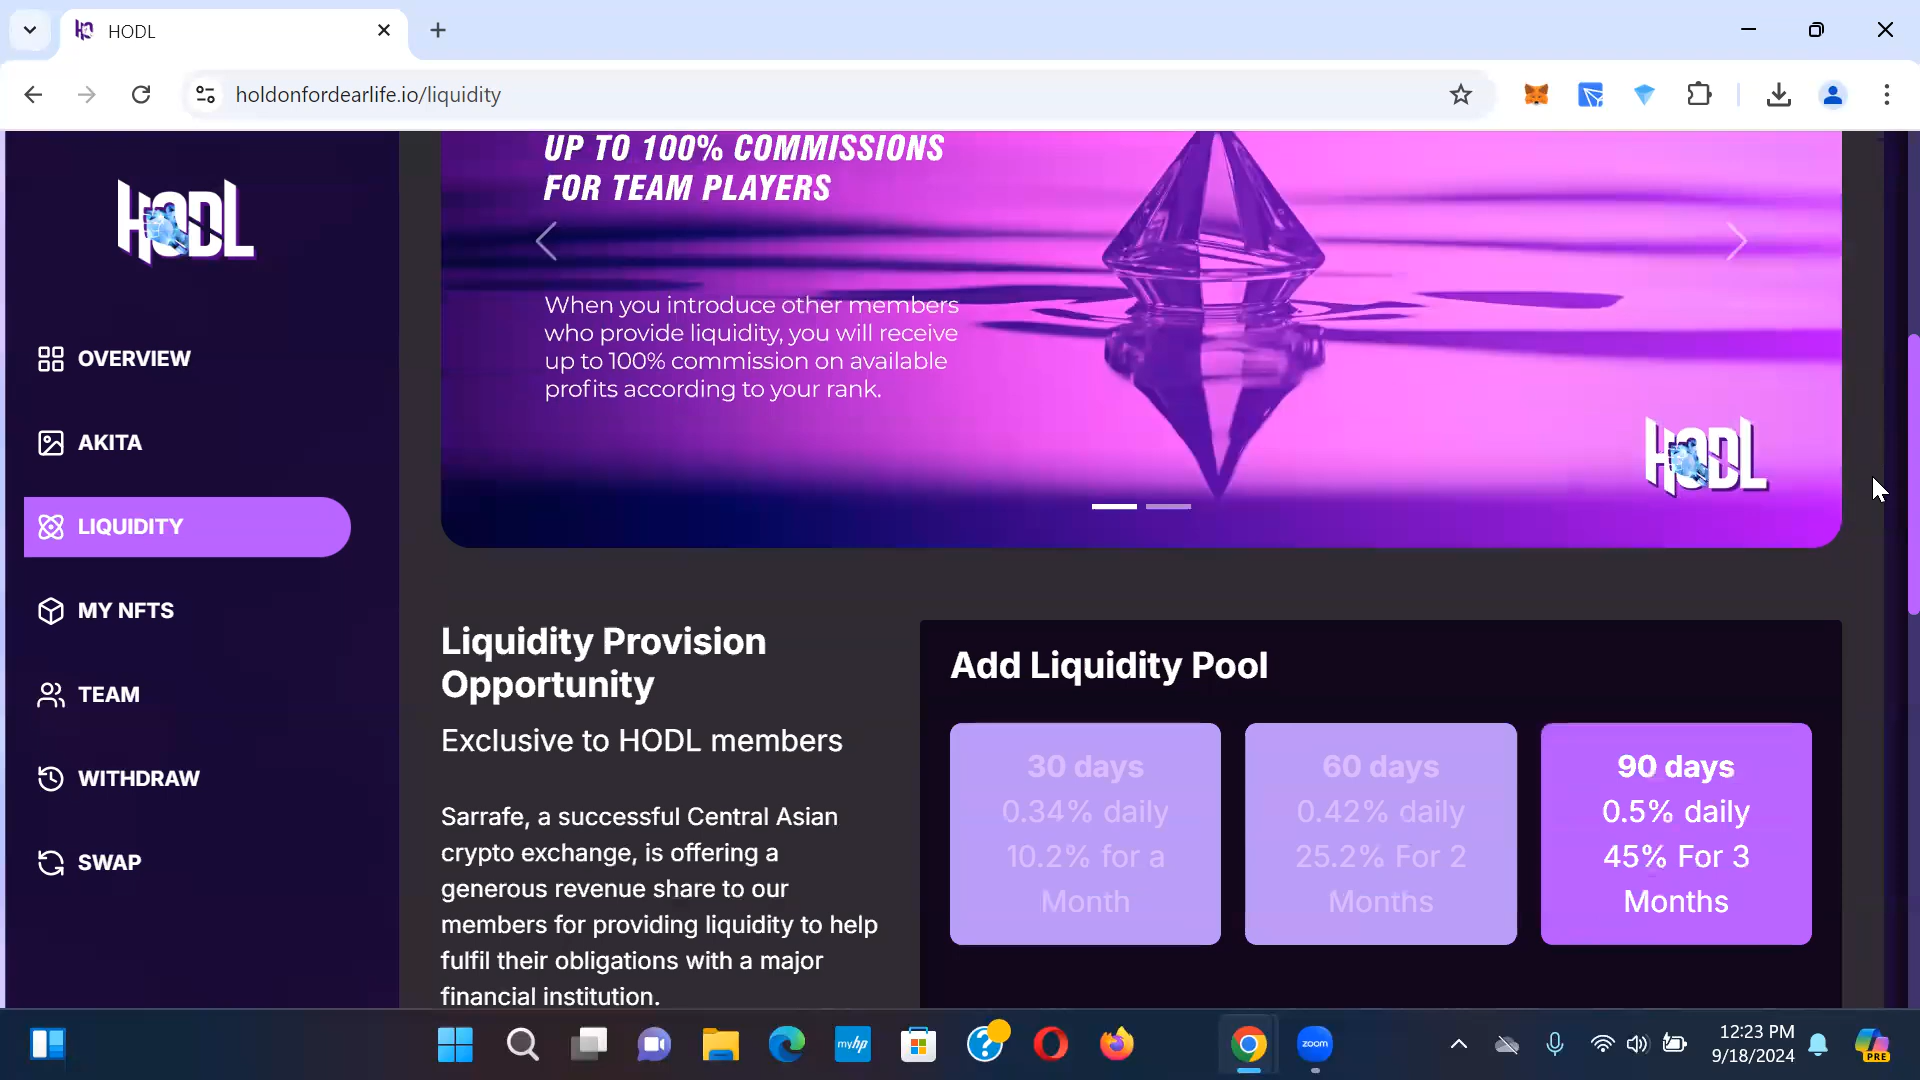 HODL
holdonfordearlife.io/liquidity
HODL
OVERVIEW
AKITA
LIQUIDITY
MY NFTS
TEAM
WITHDRAW
SWAP
UP TO 100% COMMISSIONS
FOR TEAM PLAYERS
When you introduce other members
who provide liquidity, you will receive
up to 100% commission on available
profits according to your rank.
HODL
Liquidity Provision
Opportunity
Exclusive to HODL members
Sarrafe, a successful Central Asian
crypto exchange, is offering a
generous revenue share to our
members for providing liquidity to help
fulfil their obligations with a major
financial institution.
Add Liquidity Pool
30 days
0.34% daily
10.2% for a
Month
60 days
0.42% daily
25.2% For 2
Months
90 days
0.5% daily
45% For 3
Months
myhp
zoom
12:23 PM
9/18/2024
PRE